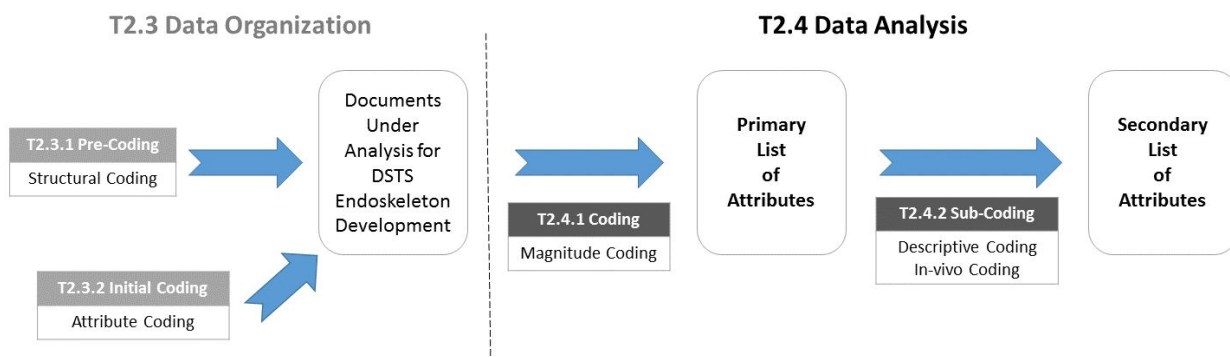 T2.3 Data Organization
T2.4 Data Analysis
T2.3.1 Pre-Coding
Structural Coding
T2.3.2 Initial Coding
Attribute Coding
Documents
Under
Analysis for
DSTS
Endoskeleton
Development
T2.4.1 Coding
Magnitude Coding
Primary
List
of
Attributes
T2.4.2 Sub-Coding
Descriptive Coding
In-vivo Coding
Secondary
List
of
Attributes